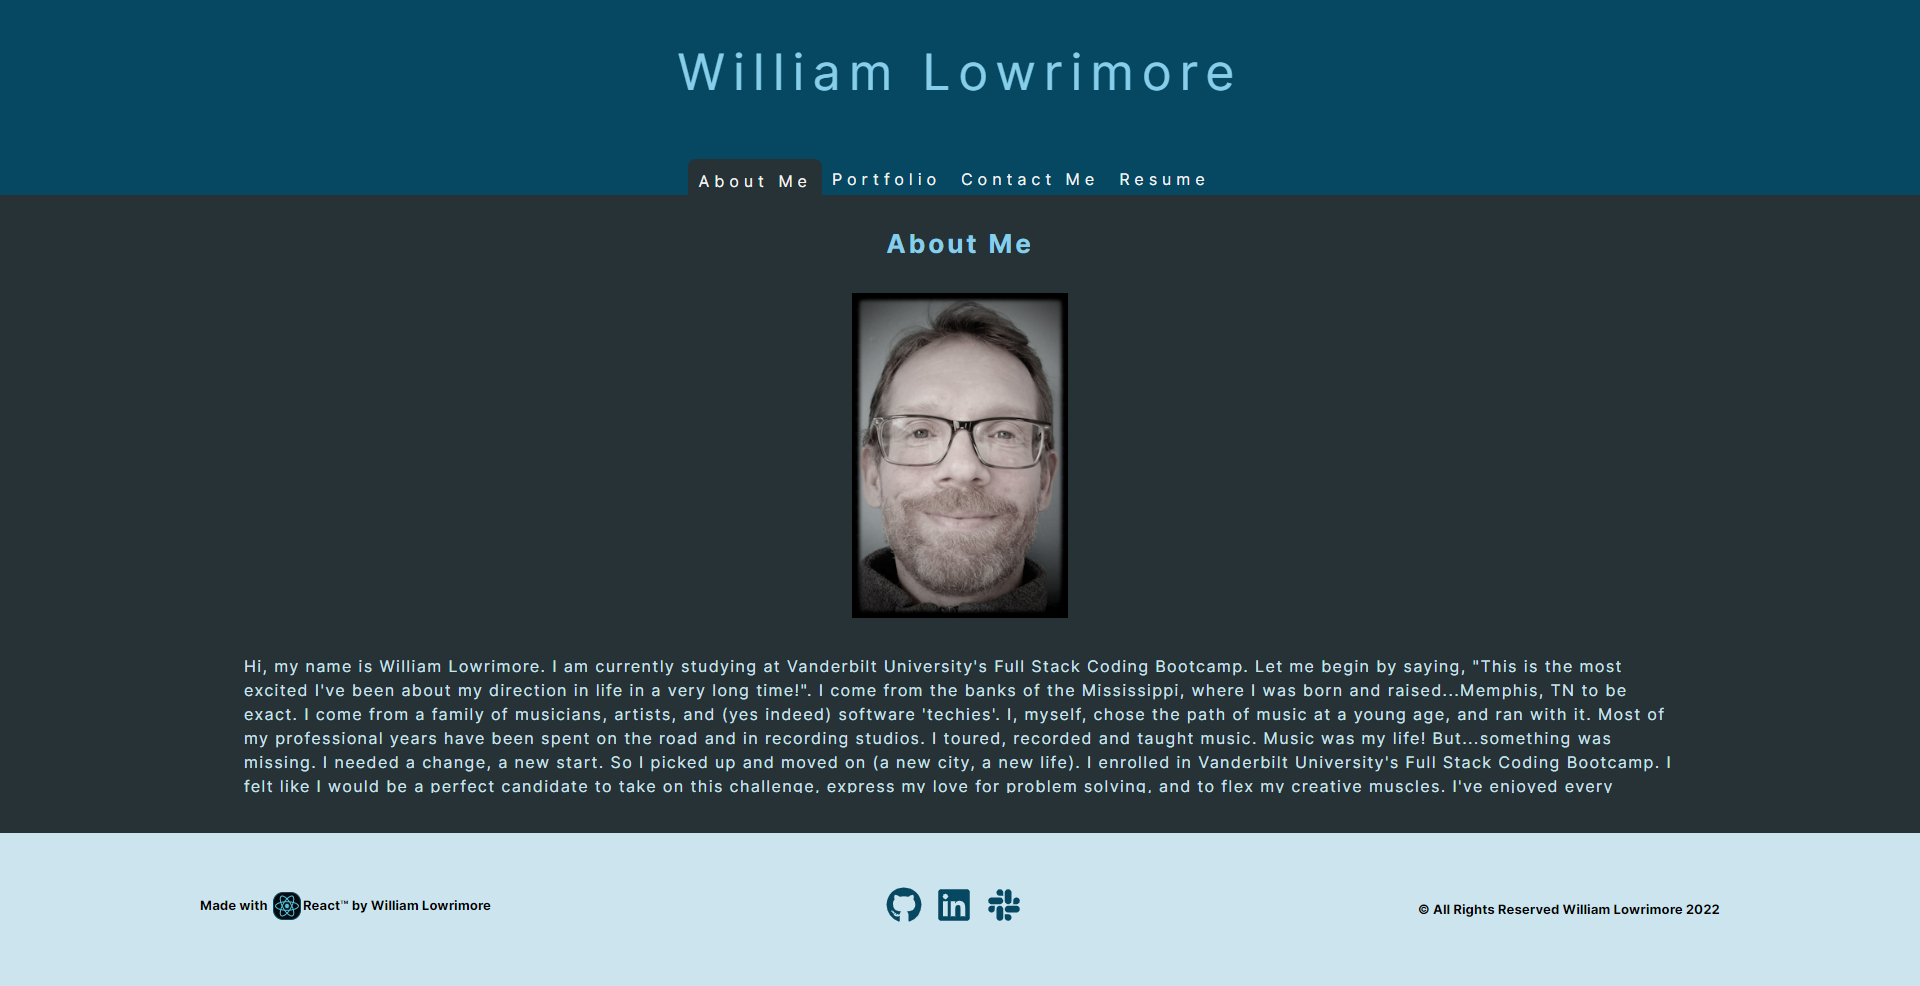 William Lowrimore
About Me Portfolio Contact Me Resume
About Me
Hi, my name is William Lowrimore. I am currently studying at Vanderbilt University's Full Stack Coding Bootcamp. Let me begin by saying, "This is the most
excited I've been about my direction in life in a very long time!". I come from the banks of the Mississippi, where I was born and raised...Memphis, TN to be
exact. I come from a family of musicians, artists, and (yes indeed) software 'techies'. I, myself, chose the path of music at a young age, and ran with it. Most of
my professional years have been spent on the road and in recording studios. I toured, recorded and taught music. Music was my life! But...something was
missing. I needed a change, a new start. So I picked up and moved on (a new city, a new life). I enrolled in Vanderbilt University's Full Stack Coding Bootcamp. I
felt like I would be a perfect candidate to take on this challenge, express my love for problem solving, and to flex my creative muscles. I've enjoyed every
Made with React™ by William Lowrimore
in
© All Rights Reserved William Lowrimore 2022